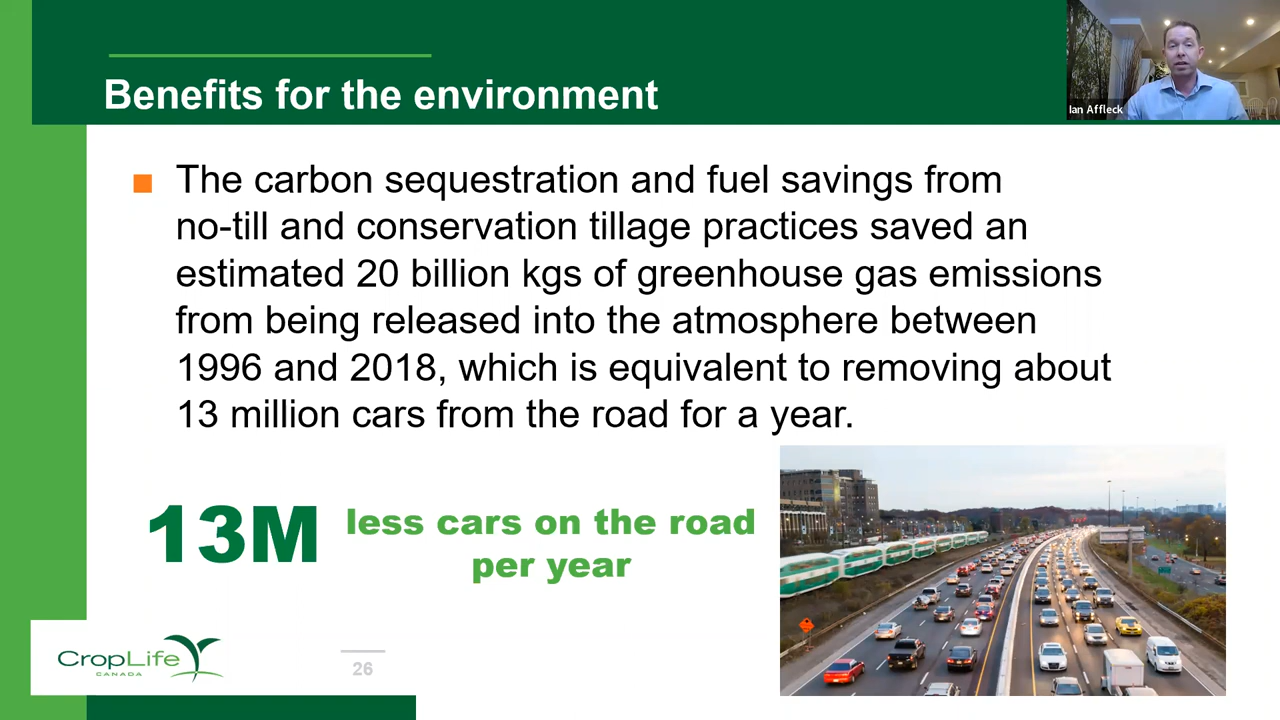 Benefits for the environment
Ian Affleck
■ The carbon sequestration and fuel savings from
no-till and conservation tillage practices saved an
estimated 20 billion kgs of greenhouse gas emissions
from being released into the atmosphere between
1996 and 2018, which is equivalent to removing about
13 million cars from the road for a year.
13M
less cars on the road
per year
CropLife
CANADA
26